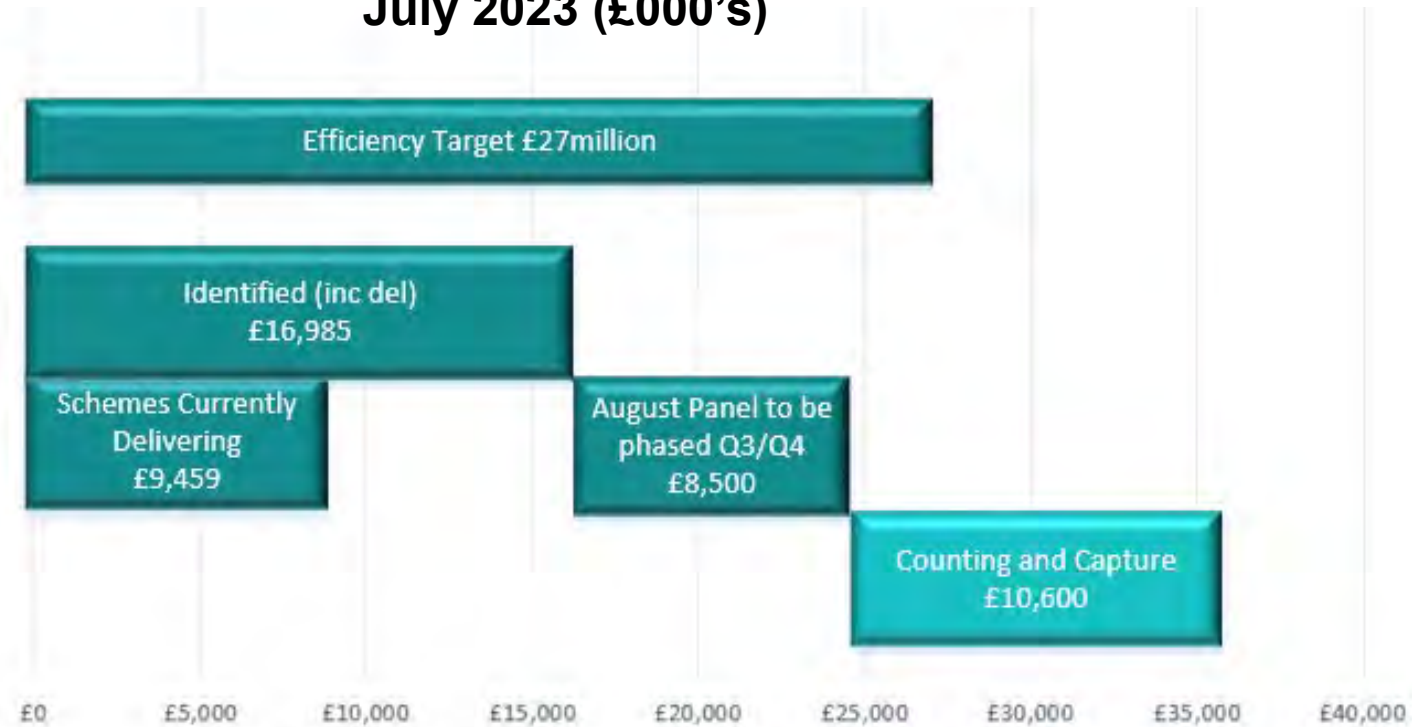 July 2023 (£000’s)
Efficiency Target £27million
Identified (inc del)
£16,985
Schemes Currently
Delivering
£9,459
August Panel to be
phased Q3/Q4
£8,500
Counting and Capture
£10,600
£0 £5,000 £10,000 £15,000 £20,000 £25,000 £30,000 £35,000 £40,000